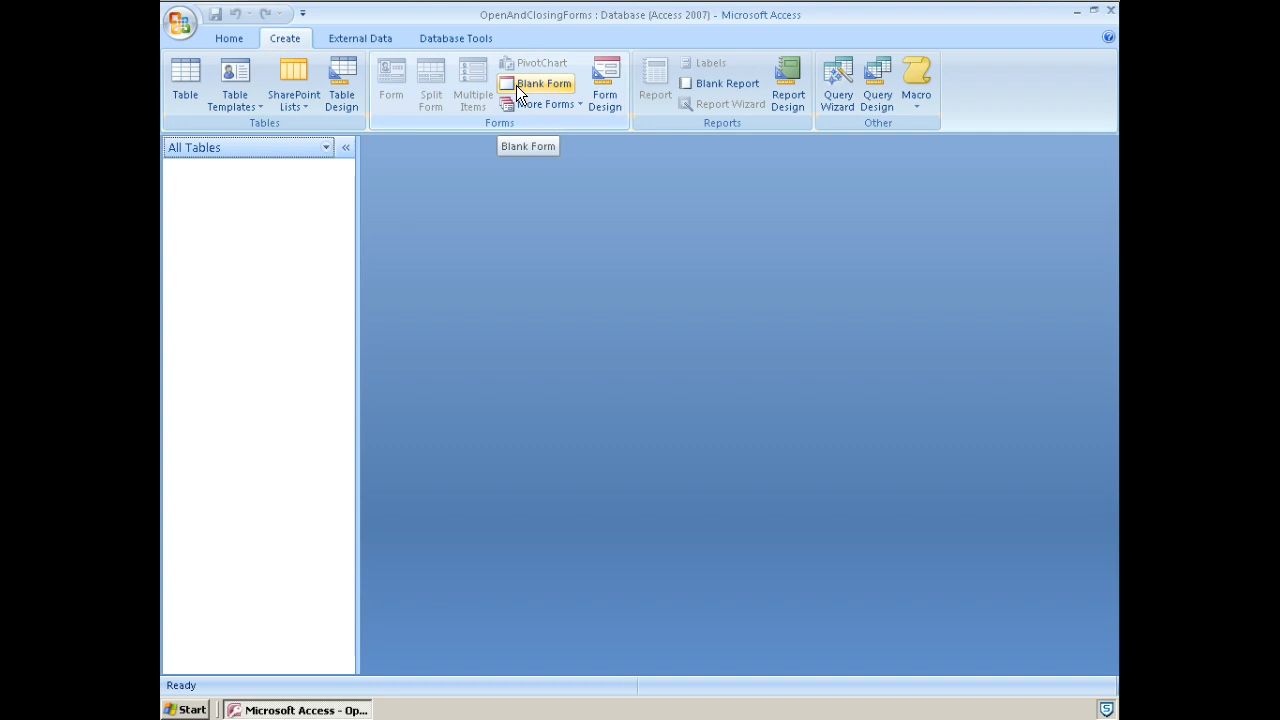 OpenAndClosingForms : Database (Access 2007) - Microsoft Access
Home Create External Data Database Tools
Table
Table Templates
SharePoint Lists
Table Design
Tables
Form
Split Form
Multiple Items
PivotChart
Blank Form
More Forms
Form Design
Forms
Report
Labels
Blank Report
Report Wizard
Report Design
Reports
Query Wizard
Query Design
Macro
Other
All Tables
Blank Form
Ready
Start
Microsoft Access - Op...